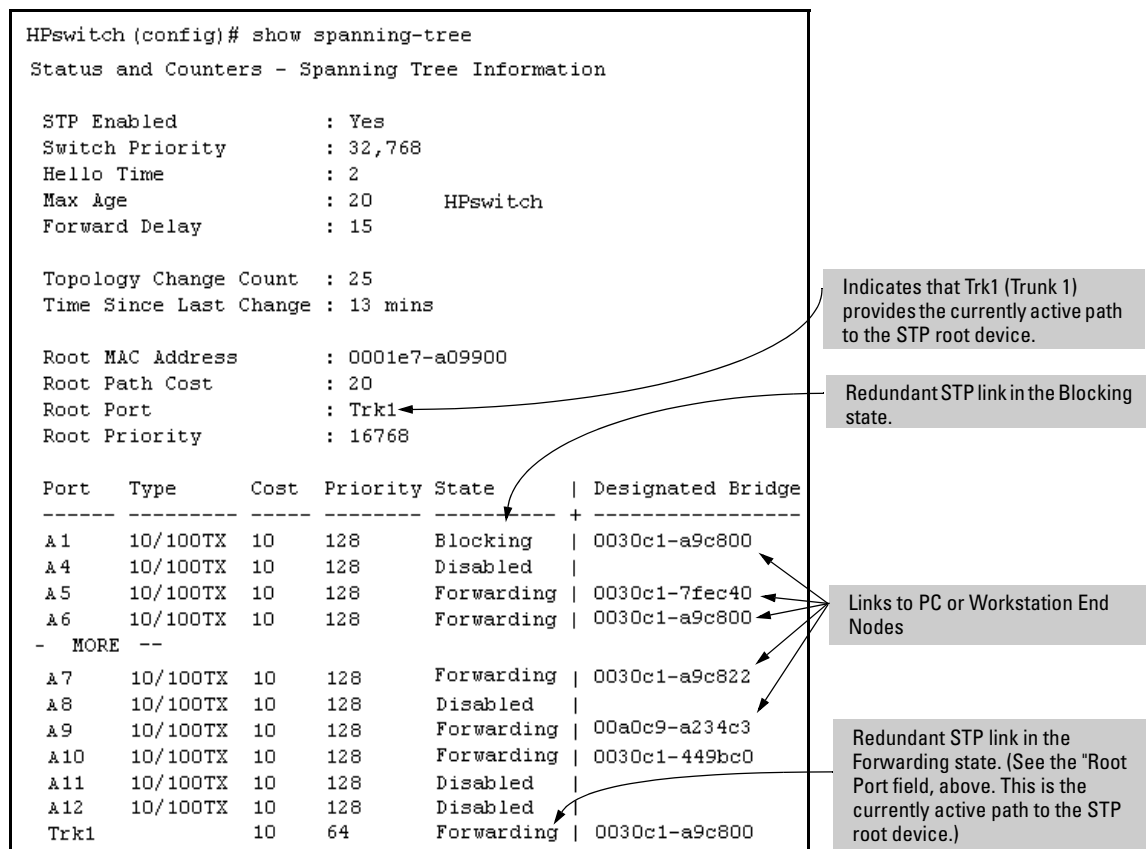 HPswitch (config)# show spanning-tree
Status and Counters - Spanning Tree Information
STP Enabled : Yes
Switch Priority : 32,768
Hello Time : 2
Max Age : 20 HPswitch
Forward Delay : 15
Topology Change Count : 25
Time Since Last Change : 13 mins
Root MAC Address : 0001e7-a09900
Root Path Cost : 20
Root Port : Trk1
Root Priority : 16768
Port Type Cost Priority State | Designated Bridge
------ --------- ----- -------- ---------- + -----------------
A1 10/100TX 10 128 Blocking | 0030c1-a9c800
A4 10/100TX 10 128 Disabled |
A5 10/100TX 10 128 Forwarding | 0030c1-7fec40
A6 10/100TX 10 128 Forwarding | 0030c1-a9c800
- MORE --
A7 10/100TX 10 128 Forwarding | 0030c1-a9c822
A8 10/100TX 10 128 Disabled |
A9 10/100TX 10 128 Forwarding | 00a0c9-a234c3
A10 10/100TX 10 128 Forwarding | 0030c1-449bc0
A11 10/100TX 10 128 Disabled |
A12 10/100TX 10 128 Disabled |
Trk1 10 64 Forwarding | 0030c1-a9c800
Indicates that Trk1 (Trunk 1)
provides the currently active path
to the STP root device.
Redundant STP link in the Blocking
state.
Links to PC or Workstation End
Nodes
Redundant STP link in the
Forwarding state. (See the "Root
Port field, above. This is the
currently active path to the STP
root device.)